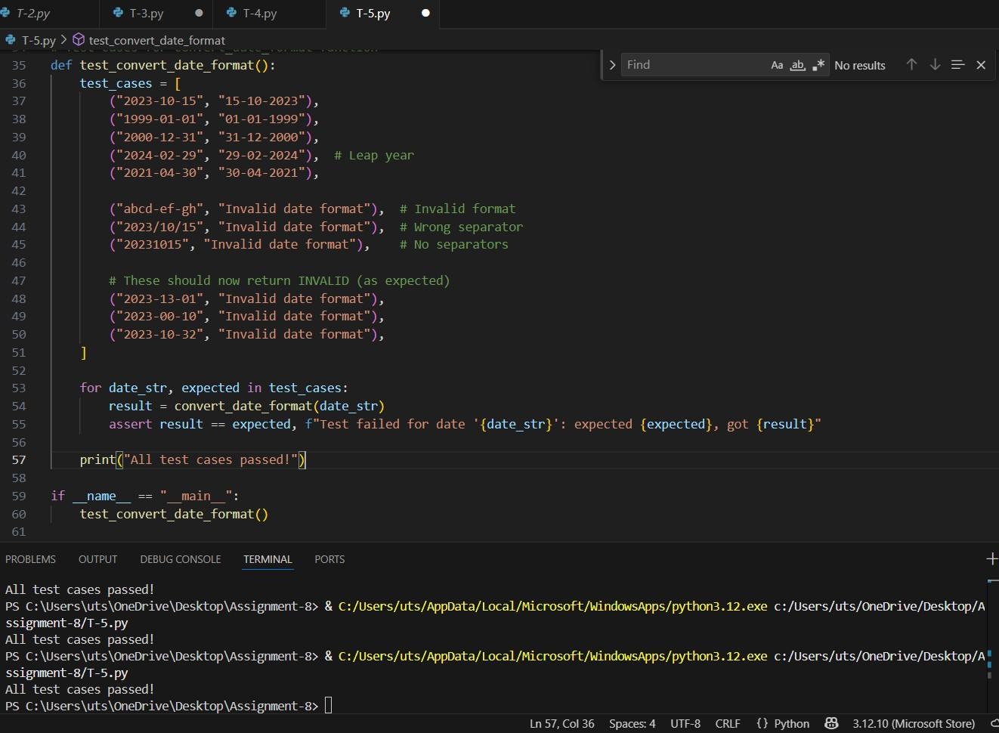 T-2.py
T-3.py
T-4.py
T-5.py
T-5.py > test_convert_date_format
35 def test_convert_date_format():
Find Aa ab .* No results
36 test_cases = [
37 ("2023-10-15", "15-10-2023"),
38 ("1999-01-01", "01-01-1999"),
39 ("2000-12-31", "31-12-2000"),
40 ("2024-02-29", "29-02-2024"),  # Leap year
41 ("2021-04-30", "30-04-2021"),
42
43 ("abcd-ef-gh", "Invalid date format"),  # Invalid format
44 ("2023/10/15", "Invalid date format"),  # Wrong separator
45 ("20231015", "Invalid date format"),    # No separators
46
47 # These should now return INVALID (as expected)
48 ("2023-13-01", "Invalid date format"),
49 ("2023-00-10", "Invalid date format"),
50 ("2023-10-32", "Invalid date format"),
51 ]
52
53 for date_str, expected in test_cases:
54 result = convert_date_format(date_str)
55 assert result == expected, f"Test failed for date '{date_str}': expected {expected}, got {result}"
56
57 print("All test cases passed!")
58
59 if __name__ == "__main__":
60 test_convert_date_format()
61
PROBLEMS OUTPUT DEBUG CONSOLE TERMINAL PORTS
All test cases passed!
PS C:\Users\uts\OneDrive\Desktop\Assignment-8> & C:/Users/uts/AppData/Local/Microsoft/WindowsApps/python3.12.exe c:/Users/uts/OneDrive/Desktop/A
ssignment-8/T-5.py
All test cases passed!
PS C:\Users\uts\OneDrive\Desktop\Assignment-8> & C:/Users/uts/AppData/Local/Microsoft/WindowsApps/python3.12.exe c:/Users/uts/OneDrive/Desktop/A
ssignment-8/T-5.py
All test cases passed!
PS C:\Users\uts\OneDrive\Desktop\Assignment-8>
Ln 57, Col 36 Spaces: 4 UTF-8 CRLF {} Python 3.12.10 (Microsoft Store)